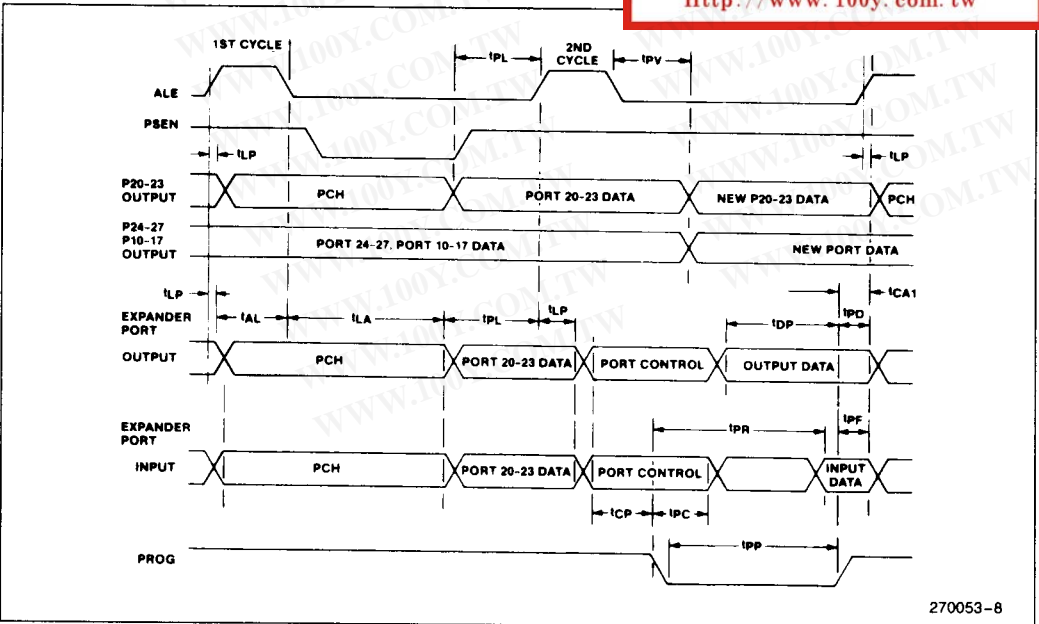 Http://www.100y.com.tw
1ST CYCLE
2ND
CYCLE
tPL
tPV
ALE
PSEN
tLP
tLP
P20-23
OUTPUT
PCH
PORT 20-23 DATA
NEW P20-23 DATA
PCH
P24-27
P10-17
OUTPUT
PORT 24-27, PORT 10-17 DATA
NEW PORT DATA
tLP
tCA1
EXPANDER
PORT
OUTPUT
tAL
tLA
tPL
tLP
tDP
tPD
PCH
PORT 20-23 DATA
PORT CONTROL
OUTPUT DATA
EXPANDER
PORT
INPUT
tPR
tPF
PCH
PORT 20-23 DATA
PORT CONTROL
INPUT
DATA
tCP
tPC
tPP
PROG
270053-8
WWW.100Y.COM.TW